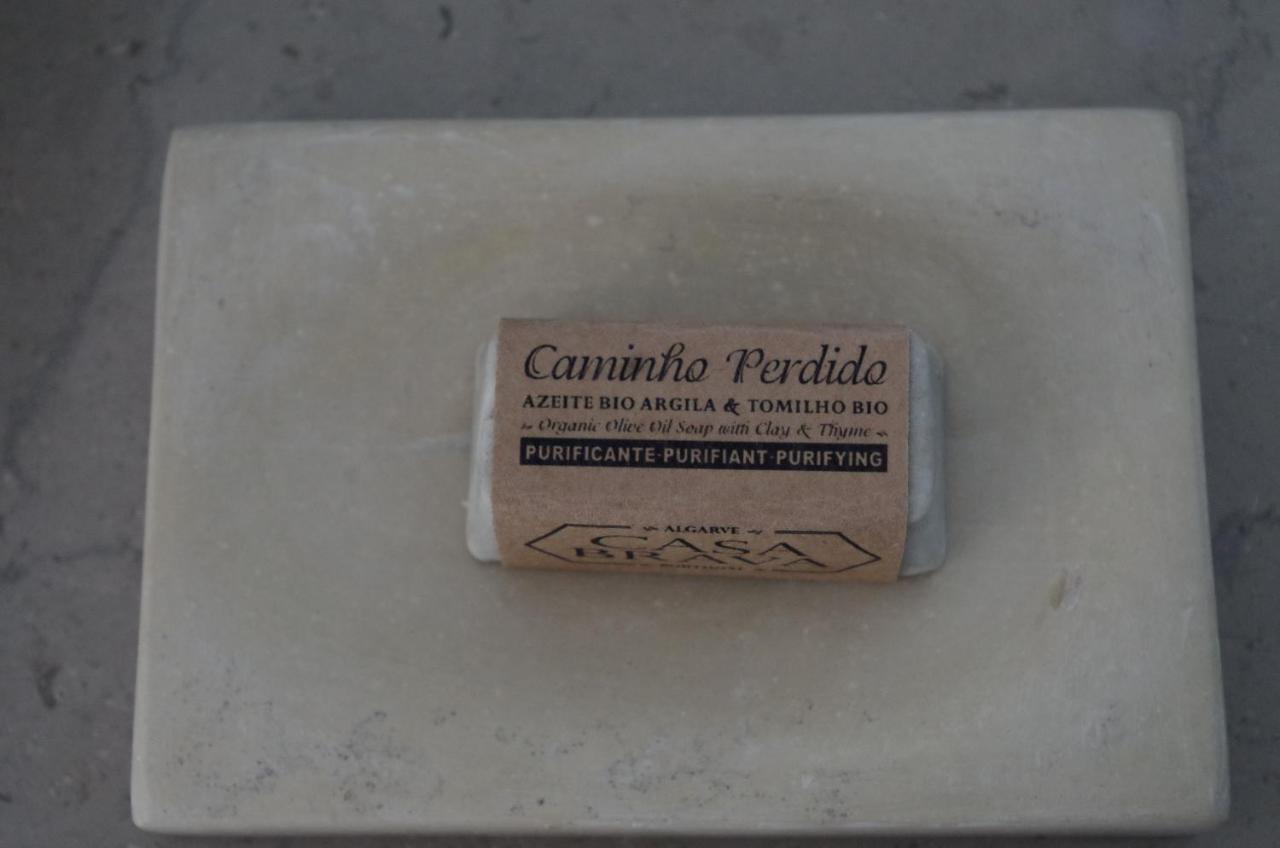 Caminho Perdido
AZEITE BIO ARGILA & TOMILHO BIO
Organic Olive Oil Soap with Clay & Thyme
PURIFICANTE·PURIFIANT·PURIFYING
ALGARVE
CASA
BRAVA
PORTUGAL